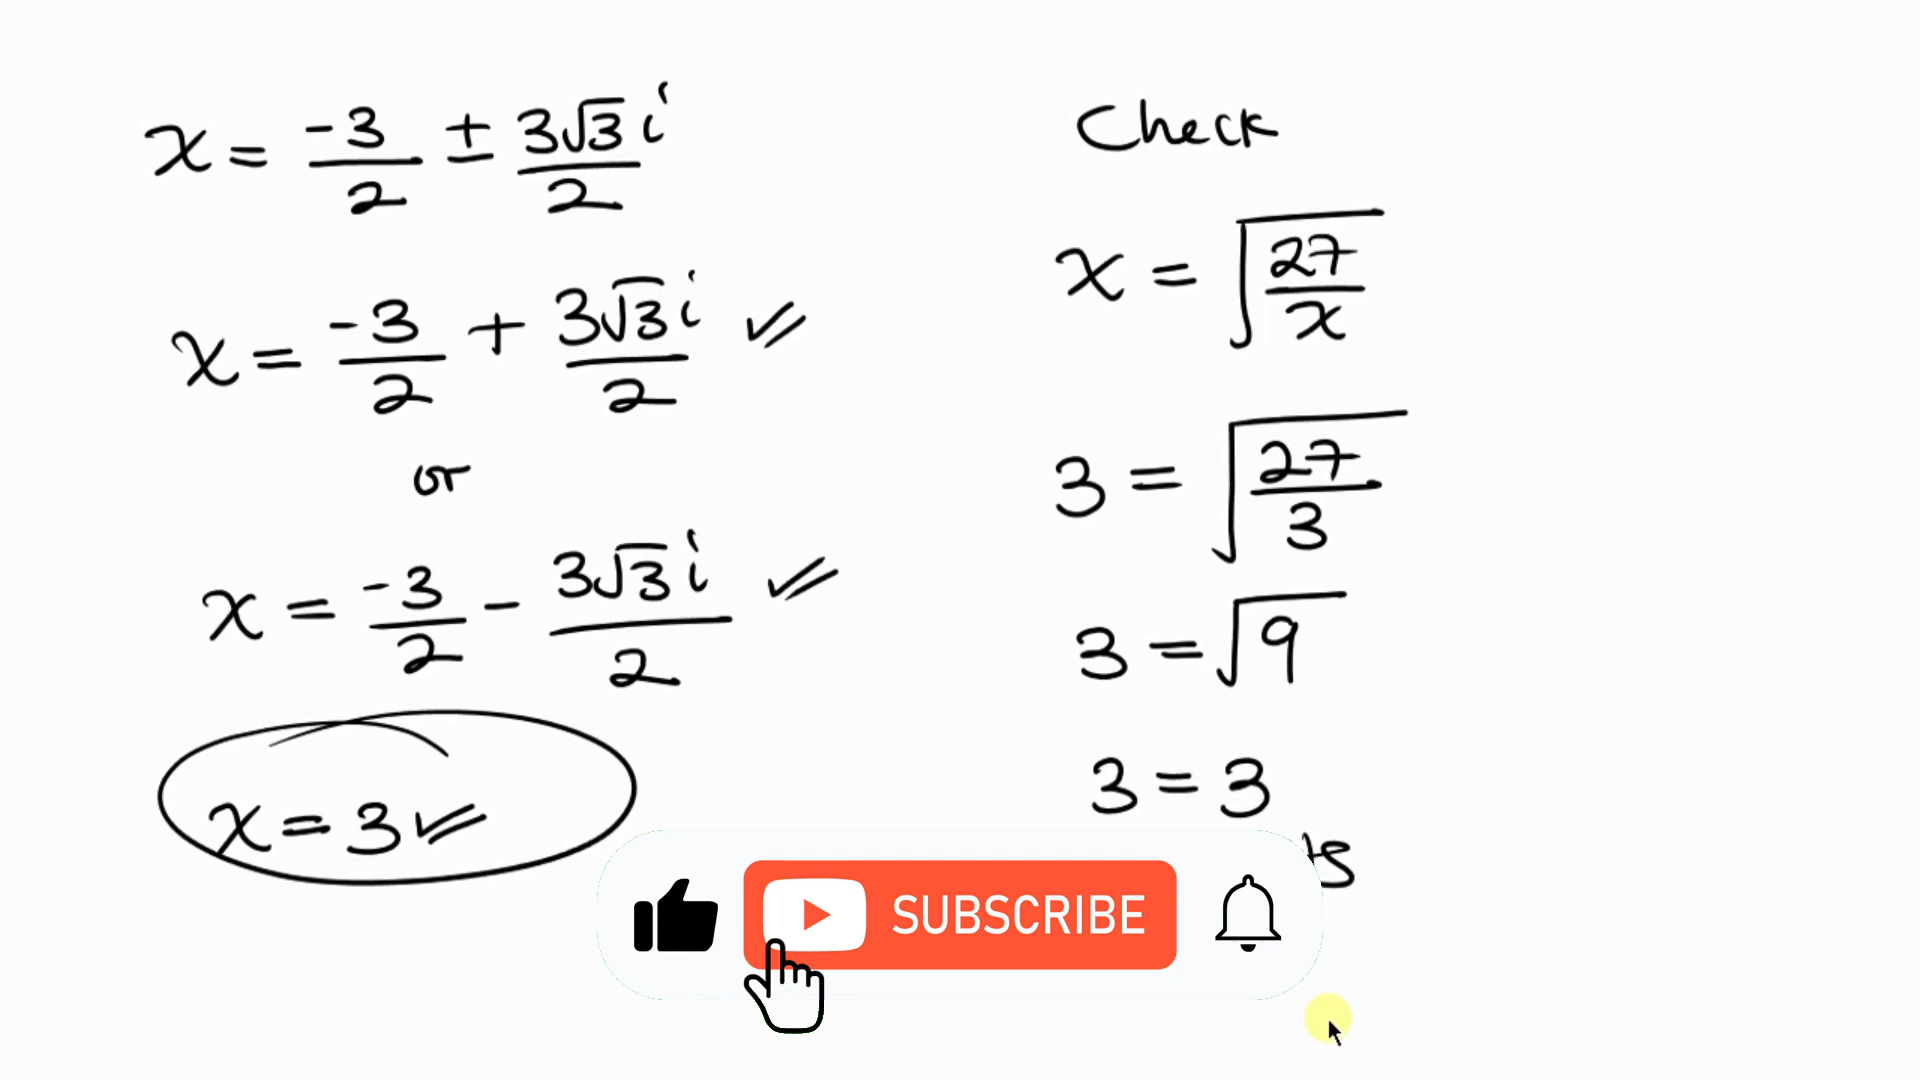 x = -3/2 ± 3√3 i/2
x = -3/2 + 3√3 i/2 ✓
or
x = -3/2 - 3√3 i/2 ✓
x = 3 ✓
Check
x = √(27/x)
3 = √(27/3)
3 = √9
3 = 3
SUBSCRIBE